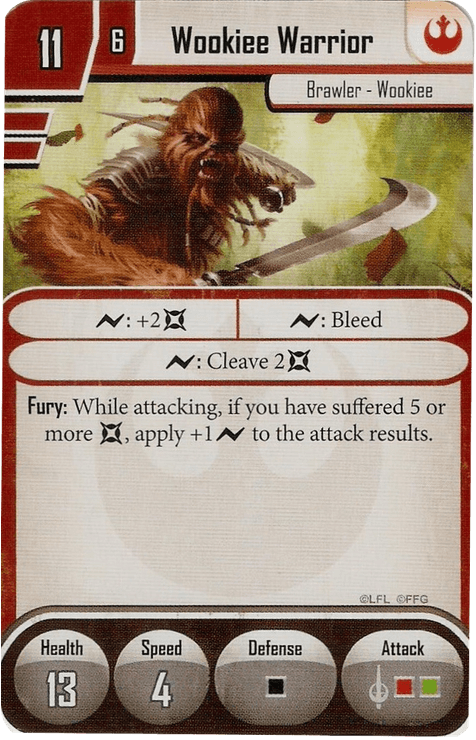 11 6 Wookiee Warrior
Brawler - Wookiee
: +2 : Bleed
: Cleave 2
Fury: While attacking, if you have suffered 5 or
more , apply +1 to the attack results.
©LFL ©FFG
Health Speed Defense Attack
13 4